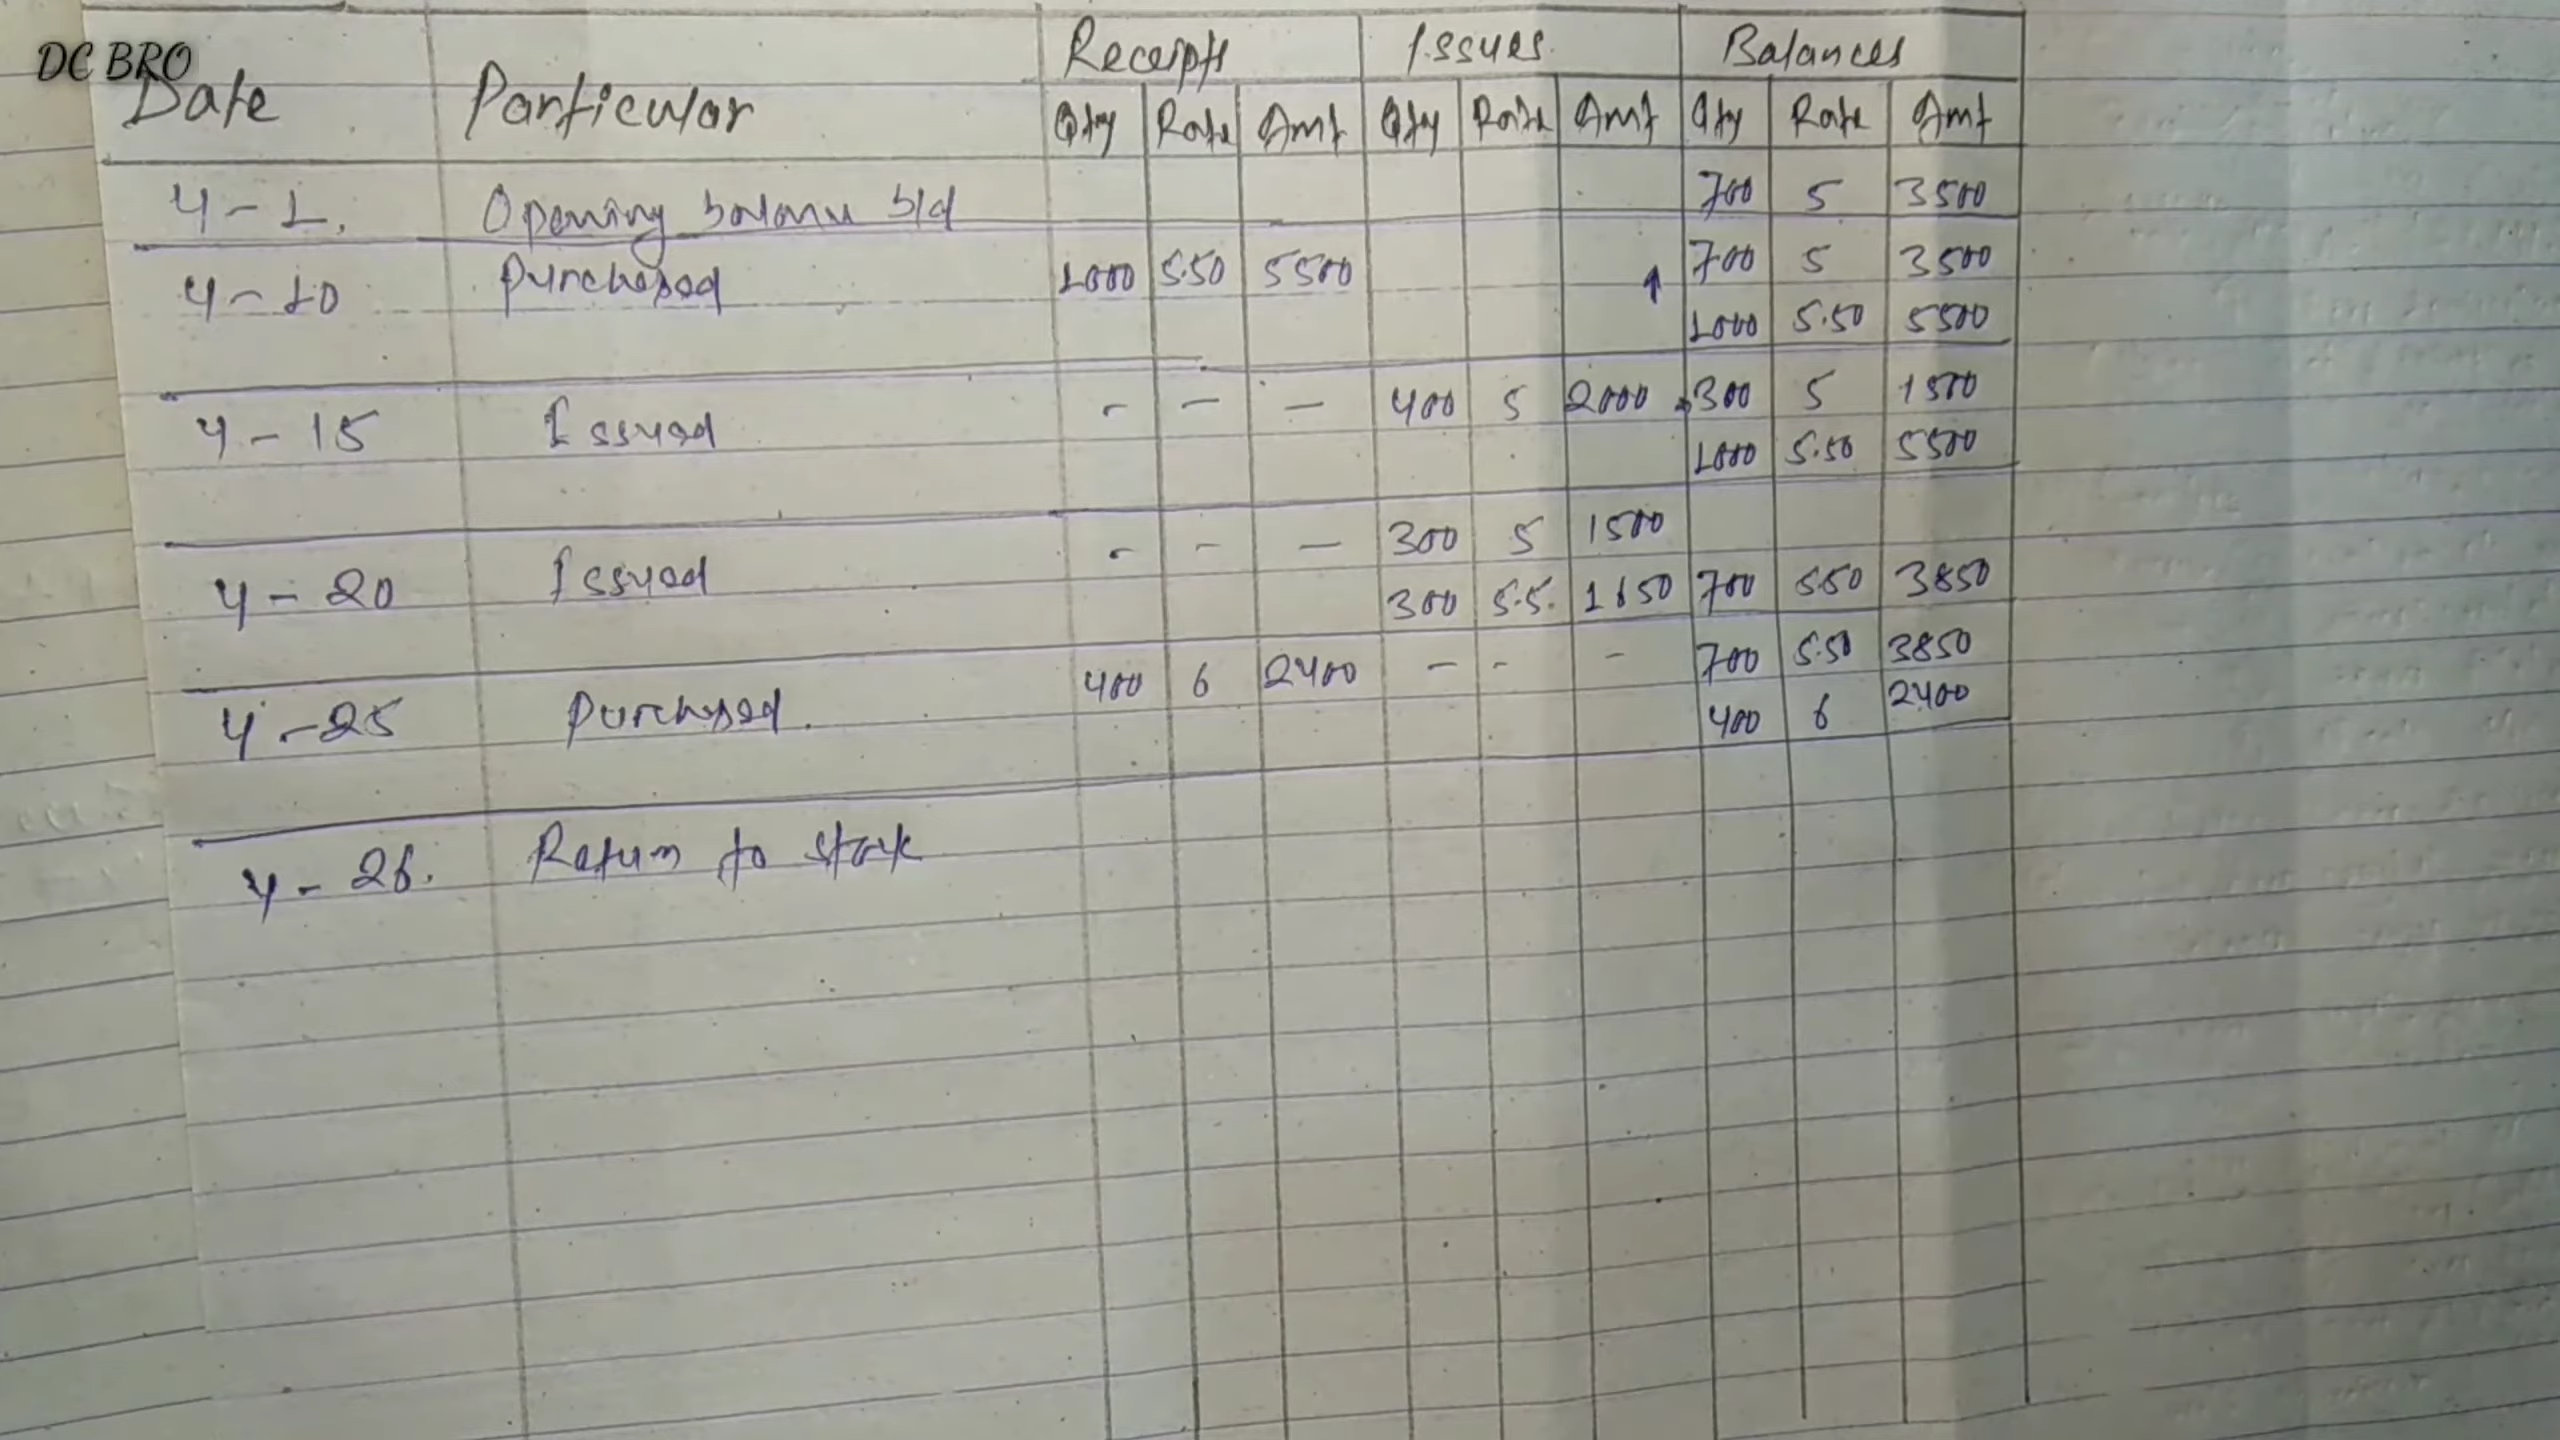 DC BRO
Receipts Issues Balances
Date Particular Qty Rate Amt Qty Rate Amt Qty Rate Amt
4-1. Opening balance b/d 700 5 3500
4-10 Purchased 1000 5.50 5500 700 5 3500
1000 5.50 5500
4-15 Issued - - - 400 5 2000 300 5 1500
1000 5.50 5500
4-20 Issued - - - 300 5 1500
300 5.5. 1650 700 5.50 3850
4-25 Purchased. 400 6 2400 - - - 700 5.50 3850
400 6 2400
4-26. Return to stock